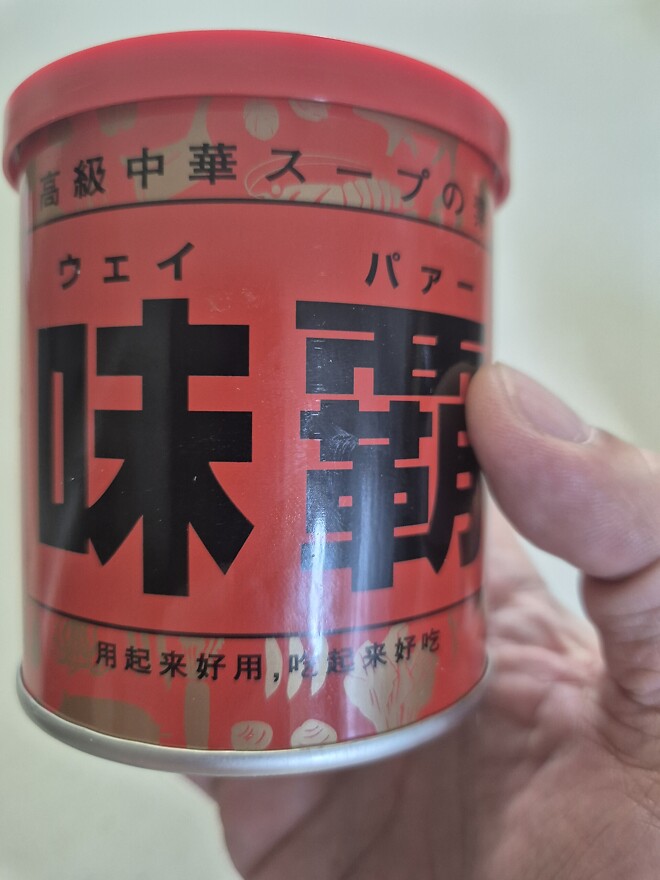 高級中華スープの素
ウェイ パァー
味覇
用起来好用,吃起来好吃